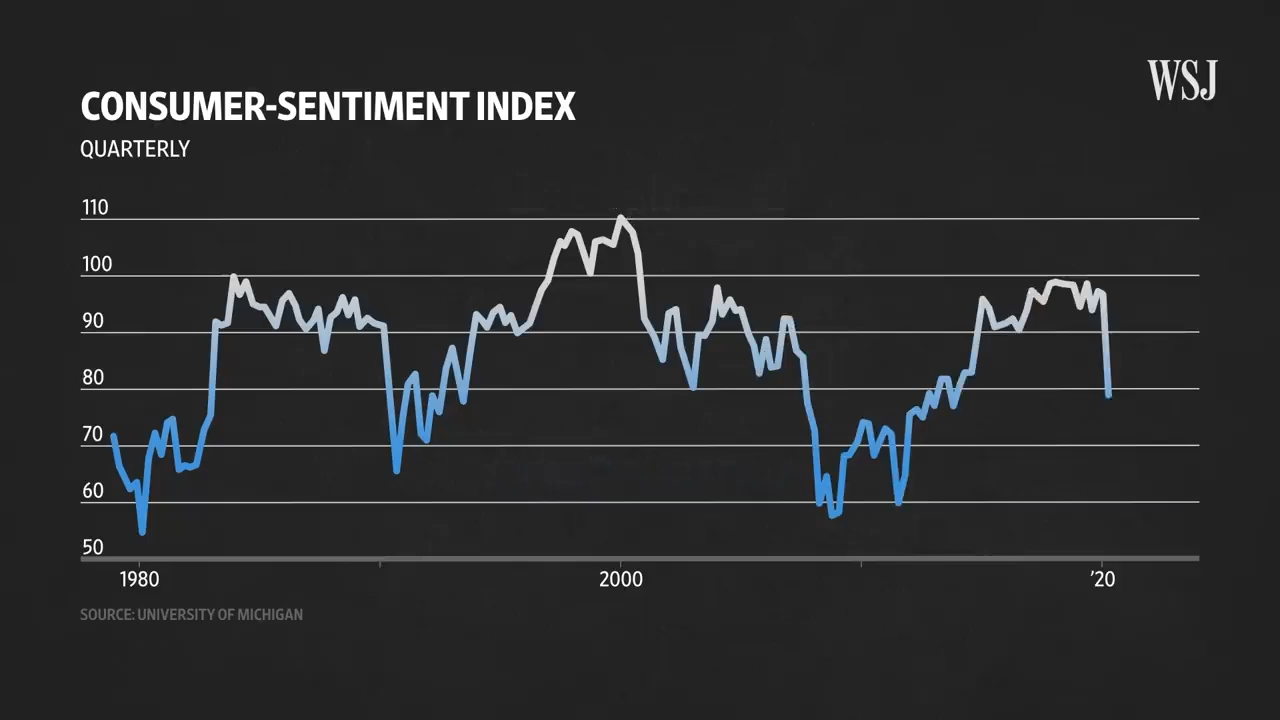 WSJ
CONSUMER-SENTIMENT INDEX
QUARTERLY
110
100
90
80
70
60
50
1980
2000
’20
SOURCE: UNIVERSITY OF MICHIGAN